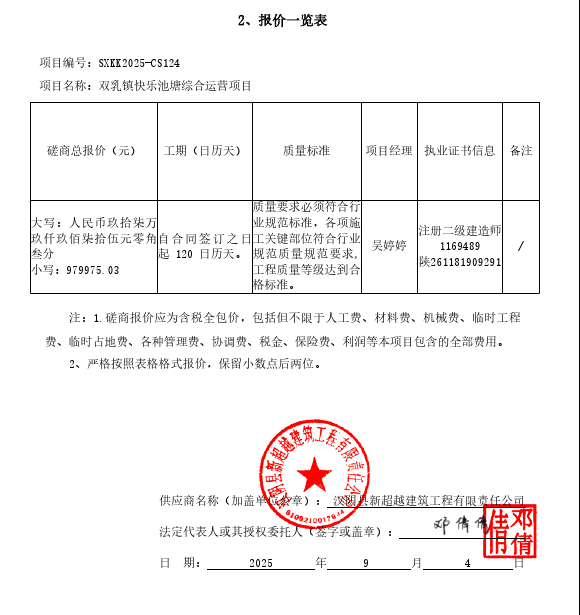 2、报价一览表
项目编号：SXKK2025-CS124
项目名称：双乳镇快乐池塘综合运营项目
磋商总报价（元） 工期（日历天） 质量标准 项目经理 执业证书信息 备注
大写：人民币玖拾柒万
玖仟玖佰柒拾伍元零角
叁分
小写：979975.03
自合同签订之日
起 120 日历天。
质量要求必须符合行
业规范标准，各项施
工关键部位符合行业
规范质量规范要求，
工程质量等级达到合
格标准。
吴婷婷
注册二级建造师
1169489
陕261181909291
/
注：1.磋商报价应为含税全包价，包括但不限于人工费、材料费、机械费、临时工程
费、临时占地费、各种管理费、协调费、税金、保险费、利润等本项目包含的全部费用。
2、严格按照表格格式报价，保留小数点后两位。
供应商名称（加盖单位章）：汉阴县新超越建筑工程有限责任公司
法定代表人或其授权委托人（签字或盖章）：邓倩倩
日 期： 2025 年 9 月 4 日